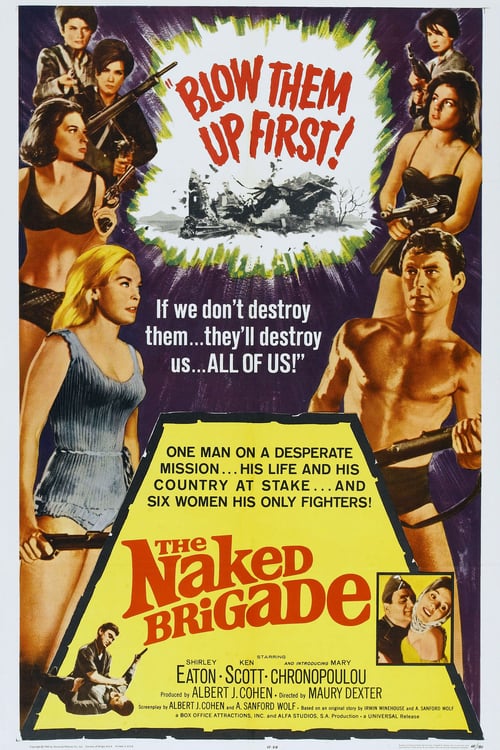 "BLOW THEM
UP FIRST!
If we don't destroy
them...they'll destroy
us...ALL OF US!"
ONE MAN ON A DESPERATE
MISSION...HIS LIFE AND HIS
COUNTRY AT STAKE...AND
SIX WOMEN HIS ONLY FIGHTERS!
THE
NAKED
BRIGADE
STARRING
SHIRLEY KEN AND INTRODUCING MARY
EATON · SCOTT · CHRONOPOULOU
Produced by ALBERT J. COHEN · Directed by MAURY DEXTER
Screenplay by ALBERT J. COHEN and A. SANFORD WOLF · Based on an original story by IRWIN WINEHOUSE and A. SANFORD WOLF
a BOX OFFICE ATTRACTIONS, INC. and ALFA STUDIOS, S.A. Production · A UNIVERSAL Release